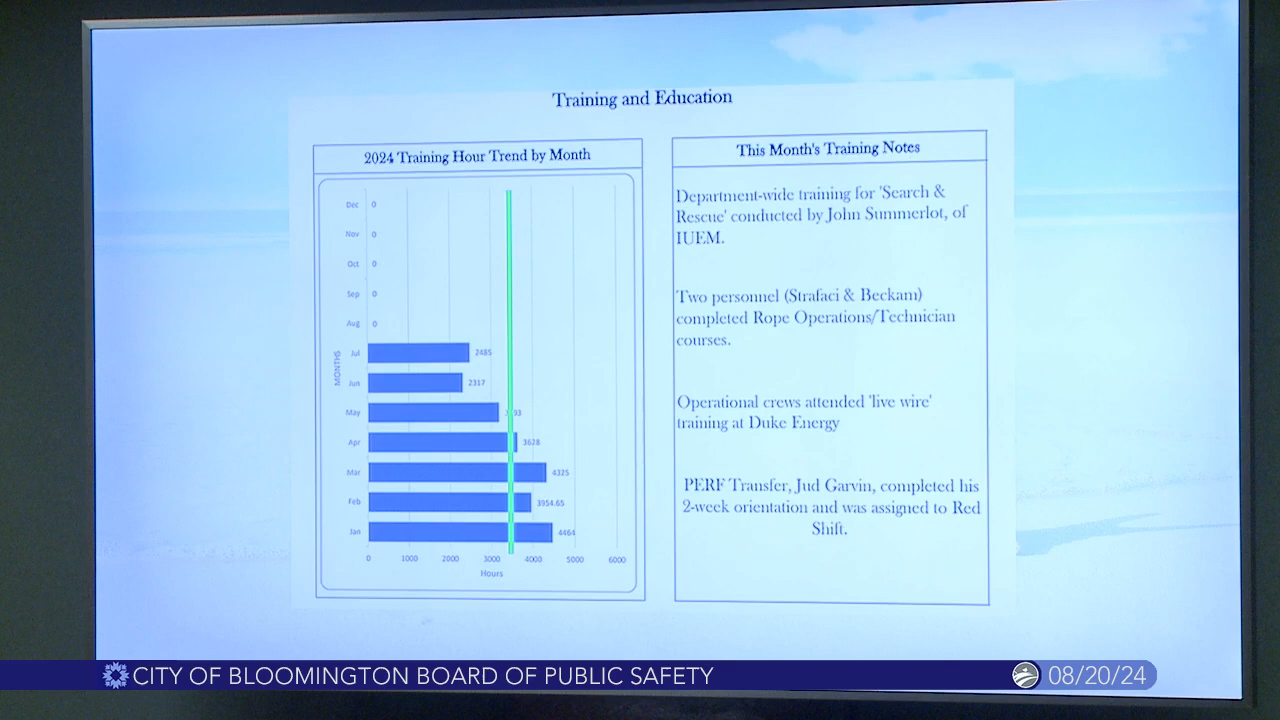 Training and Education
2024 Training Hour Trend by Month
Dec 0
Nov 0
Oct 0
Sep 0
Aug 0
Jul 2485
Jun 2317
May
Apr 3628
Mar 4325
Feb 3954.65
Jan 4464
MONTHS
0 1000 2000 3000 4000 5000 6000
Hours
This Month's Training Notes
Department-wide training for 'Search &
Rescue' conducted by John Summerlot, of
IUEM.
Two personnel (Strafaci & Beckam)
completed Rope Operations/Technician
courses.
Operational crews attended 'live wire'
training at Duke Energy
PERF Transfer, Jud Garvin, completed his
2-week orientation and was assigned to Red
Shift.
CITY OF BLOOMINGTON BOARD OF PUBLIC SAFETY
08/20/24